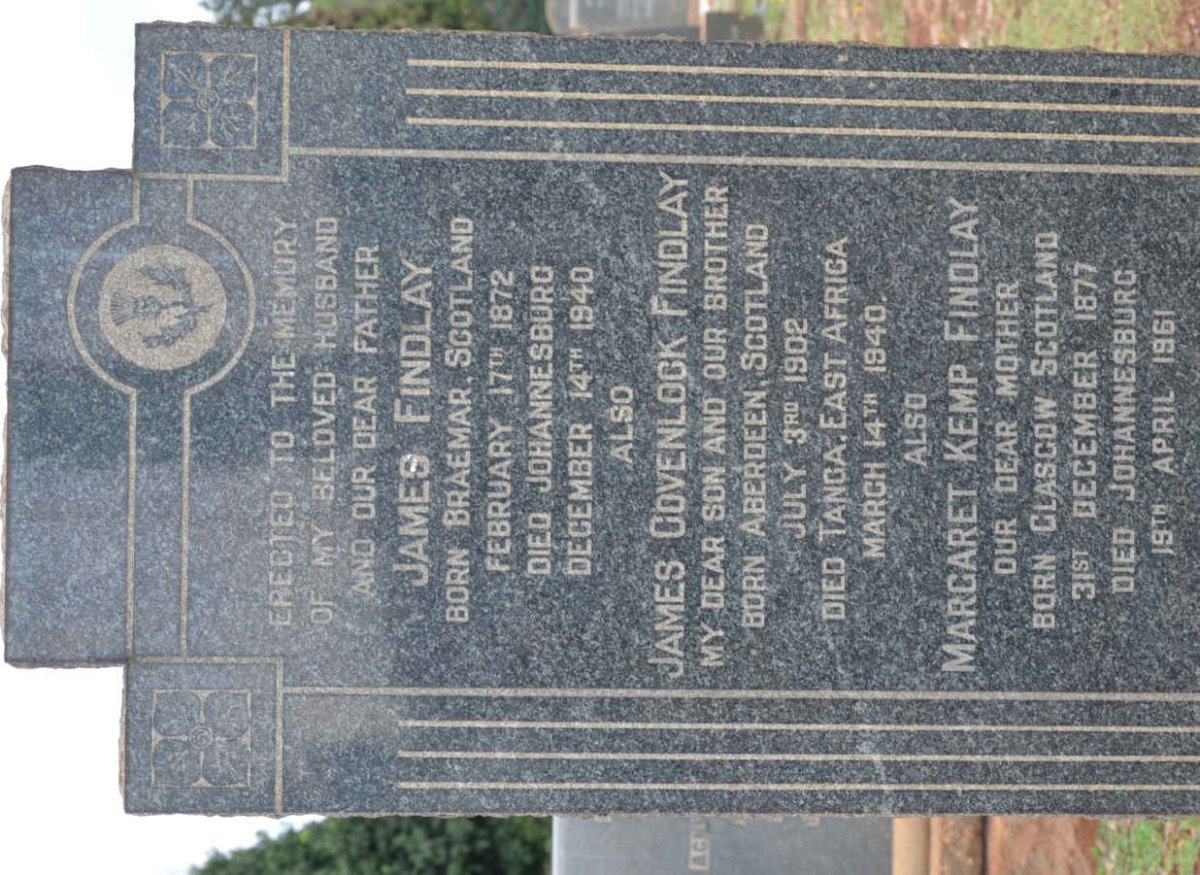 ERECTED TO THE MEMORY
OF MY BELOVED HUSBAND
AND OUR DEAR FATHER
JAMES FINDLAY
BORN BRAEMAR, SCOTLAND
FEBRUARY 17TH 1872
DIED JOHANNESBURG
DECEMBER 14TH 1940
ALSO
JAMES COVENLOCK FINDLAY
MY DEAR SON AND OUR BROTHER
BORN ABERDEEN, SCOTLAND
JULY 3RD 1902
DIED TANGA, EAST AFRICA
MARCH 14TH 1940.
ALSO
MARGARET KEMP FINDLAY
OUR DEAR MOTHER
BORN GLASGOW SCOTLAND
31ST DECEMBER 1877
DIED JOHANNESBURG
19TH APRIL 1961